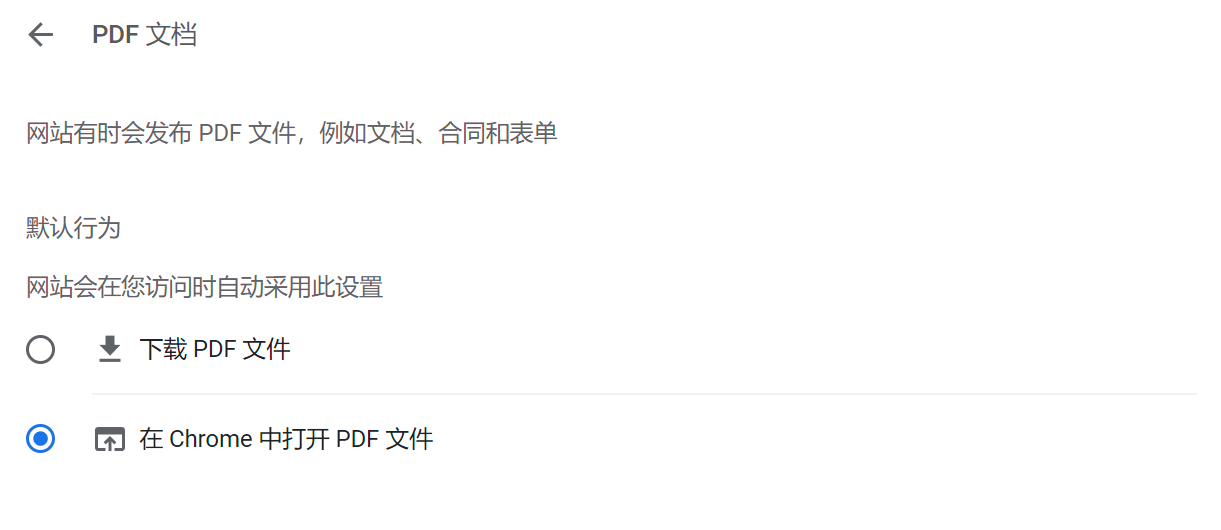 PDF 文档
网站有时会发布 PDF 文件，例如文档、合同和表单
默认行为
网站会在您访问时自动采用此设置
下载 PDF 文件
在 Chrome 中打开 PDF 文件